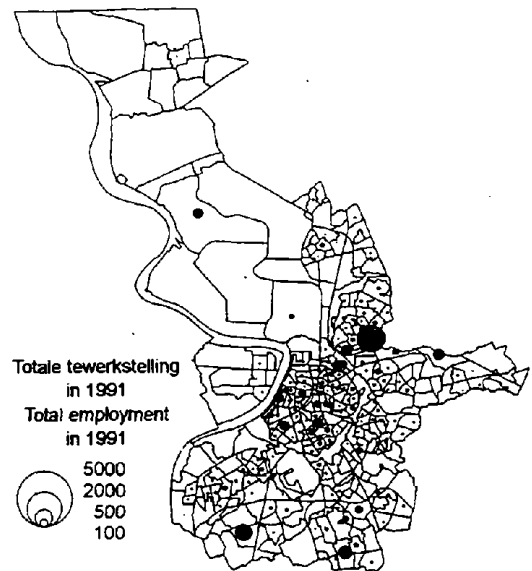 Totale tewerkstelling
in 1991
Total employment
in 1991
5000
2000
500
100